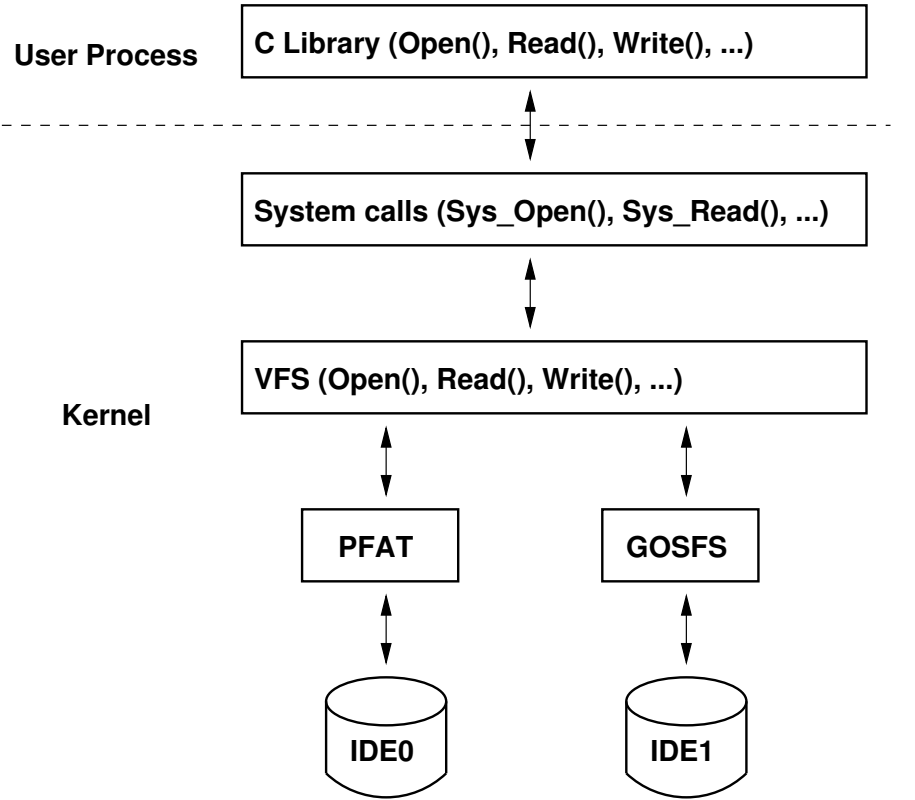 C Library (Open(), Read(), Write(), ...)
User Process
System calls (Sys_Open(), Sys_Read(), ...)
VFS (Open(), Read(), Write(), ...)
Kernel
PFAT
GOSFS
IDE0
IDE1